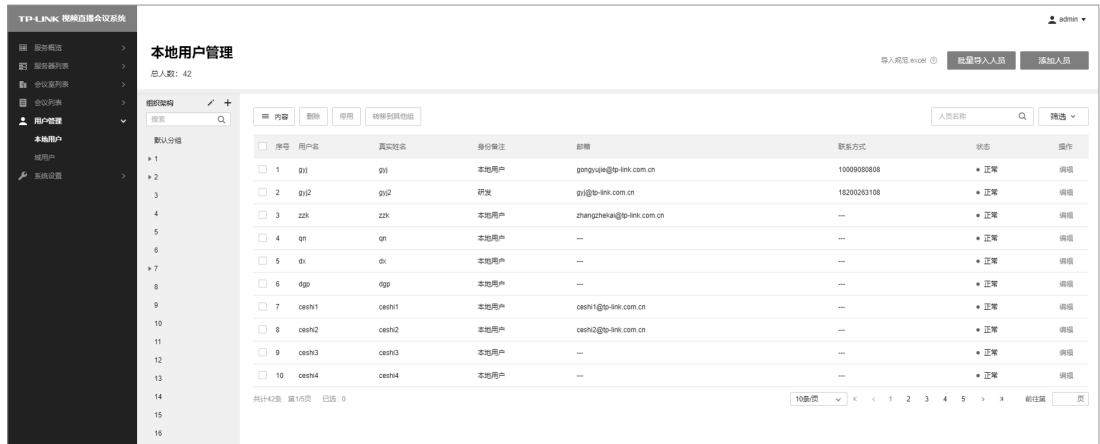 TP-LINK 视频直播会议系统
admin
服务概览
服务器列表
会议室列表
会议列表
用户管理
本地用户
域用户
系统设置
本地用户管理
总人数: 42
导入规范.excel
批量导入人员
添加人员
组织架构
搜索
默认分组
1
2
3
4
5
6
7
8
9
10
11
12
13
14
15
16
内容 删除 停用 转移到其他组
人员名称 筛选
序号 用户名 真实姓名 身份备注 邮箱 联系方式 状态 操作
1 gyj gyj 本地用户 gongyujie@tp-link.com.cn 10009080808 正常 编辑
2 gyj2 gyj2 研发 gyj@tp-link.com.cn 18200263108 正常 编辑
3 zzk zzk 本地用户 zhangzhekai@tp-link.com.cn --- 正常 编辑
4 qn qn 本地用户 --- --- 正常 编辑
5 dx dx 本地用户 --- --- 正常 编辑
6 dgp dgp 本地用户 --- --- 正常 编辑
7 ceshi1 ceshi1 本地用户 ceshi1@tp-link.com.cn --- 正常 编辑
8 ceshi2 ceshi2 本地用户 ceshi2@tp-link.com.cn --- 正常 编辑
9 ceshi3 ceshi3 本地用户 --- --- 正常 编辑
10 ceshi4 ceshi4 本地用户 --- --- 正常 编辑
共计42条 第1/5页 已选: 0
10条/页 1 2 3 4 5 前往第 页